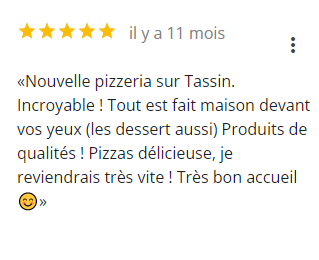 il y a 11 mois
«Nouvelle pizzeria sur Tassin.
Incroyable ! Tout est fait maison devant
vos yeux (les dessert aussi) Produits de
qualités ! Pizzas délicieuse, je
reviendrais très vite ! Très bon accueil
😊»